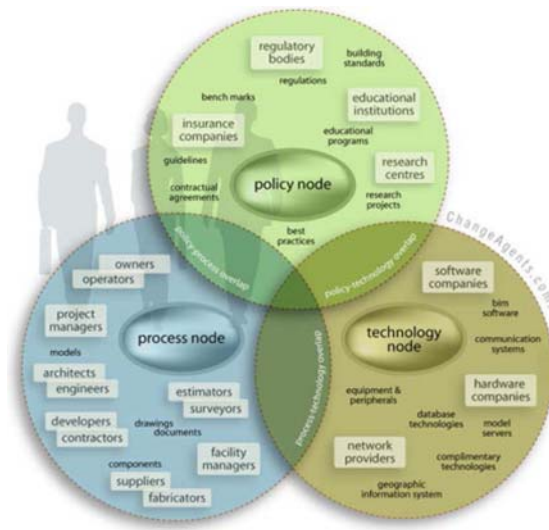 regulatory
bodies
building
standards
regulations
bench marks
educational
institutions
insurance
companies
educational
programs
guidelines
research
centres
policy node
contractual
agreements
research
projects
best
practices
policy-process overlap
policy-technology overlap
ChangeAgents.com
owners
operators
software
companies
project
managers
bim
software
process node
technology
node
communication
systems
models
architects
engineers
process-technology overlap
estimators
surveyors
equipment &
peripherals
hardware
companies
developers
contractors
drawings
documents
database
technologies
model
servers
components
facility
managers
network
providers
complimentary
technologies
suppliers
fabricators
geographic
information system